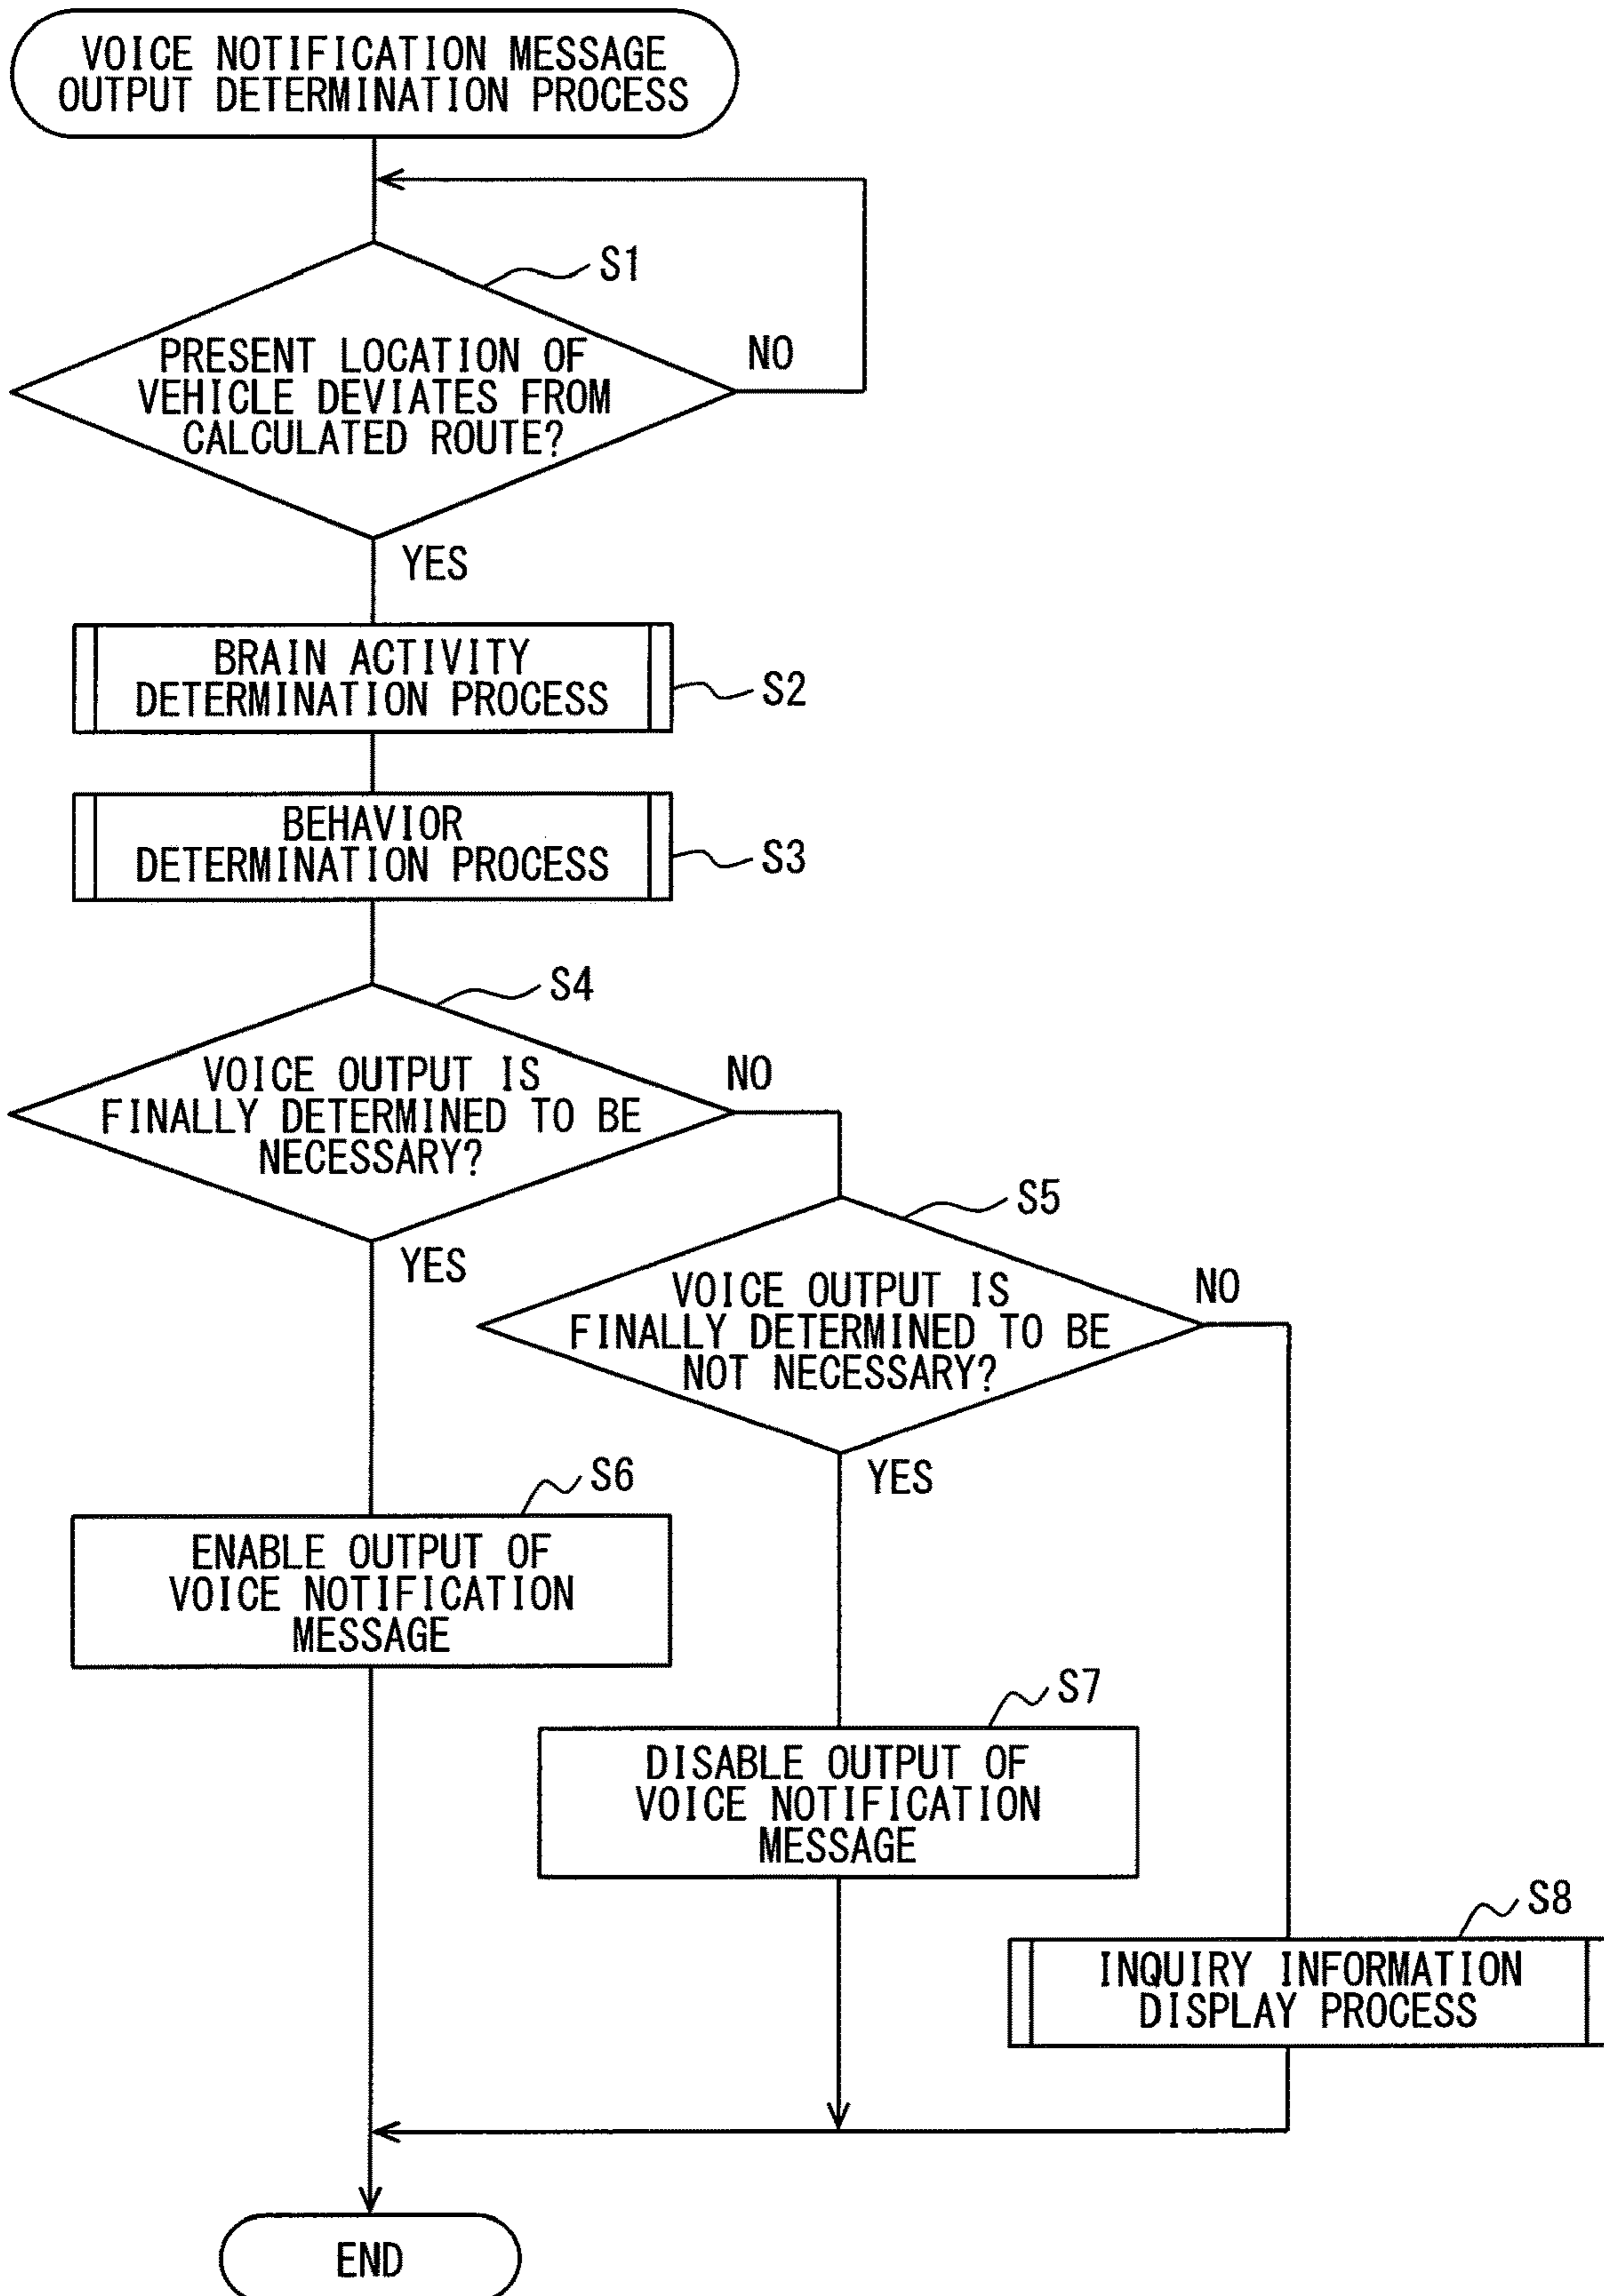 VOICE NOTIFICATION MESSAGE
OUTPUT DETERMINATION PROCESS
S1
PRESENT LOCATION OF
VEHICLE DEVIATES FROM
CALCULATED ROUTE?
NO
YES
BRAIN ACTIVITY
DETERMINATION PROCESS
S2
BEHAVIOR
DETERMINATION PROCESS
S3
S4
VOICE OUTPUT IS
FINALLY DETERMINED TO BE
NECESSARY?
NO
YES
S5
VOICE OUTPUT IS
FINALLY DETERMINED TO BE
NOT NECESSARY?
NO
YES
S6
ENABLE OUTPUT OF
VOICE NOTIFICATION
MESSAGE
S7
DISABLE OUTPUT OF
VOICE NOTIFICATION
MESSAGE
S8
INQUIRY INFORMATION
DISPLAY PROCESS
END